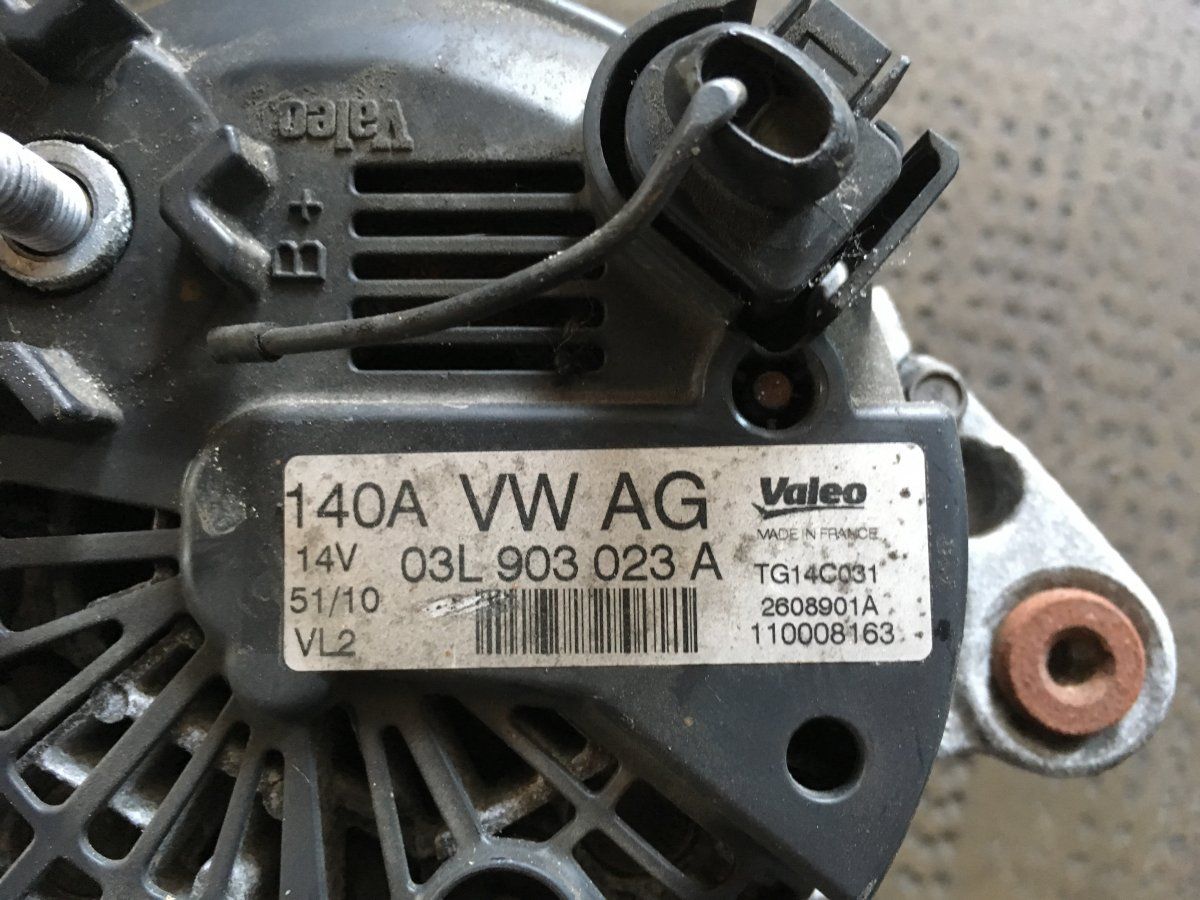 Valeo
B+
140A VW AG
14V 03L 903 023 A
51/10
VL2
Valeo
MADE IN FRANCE
TG14C031
2608901A
110008163